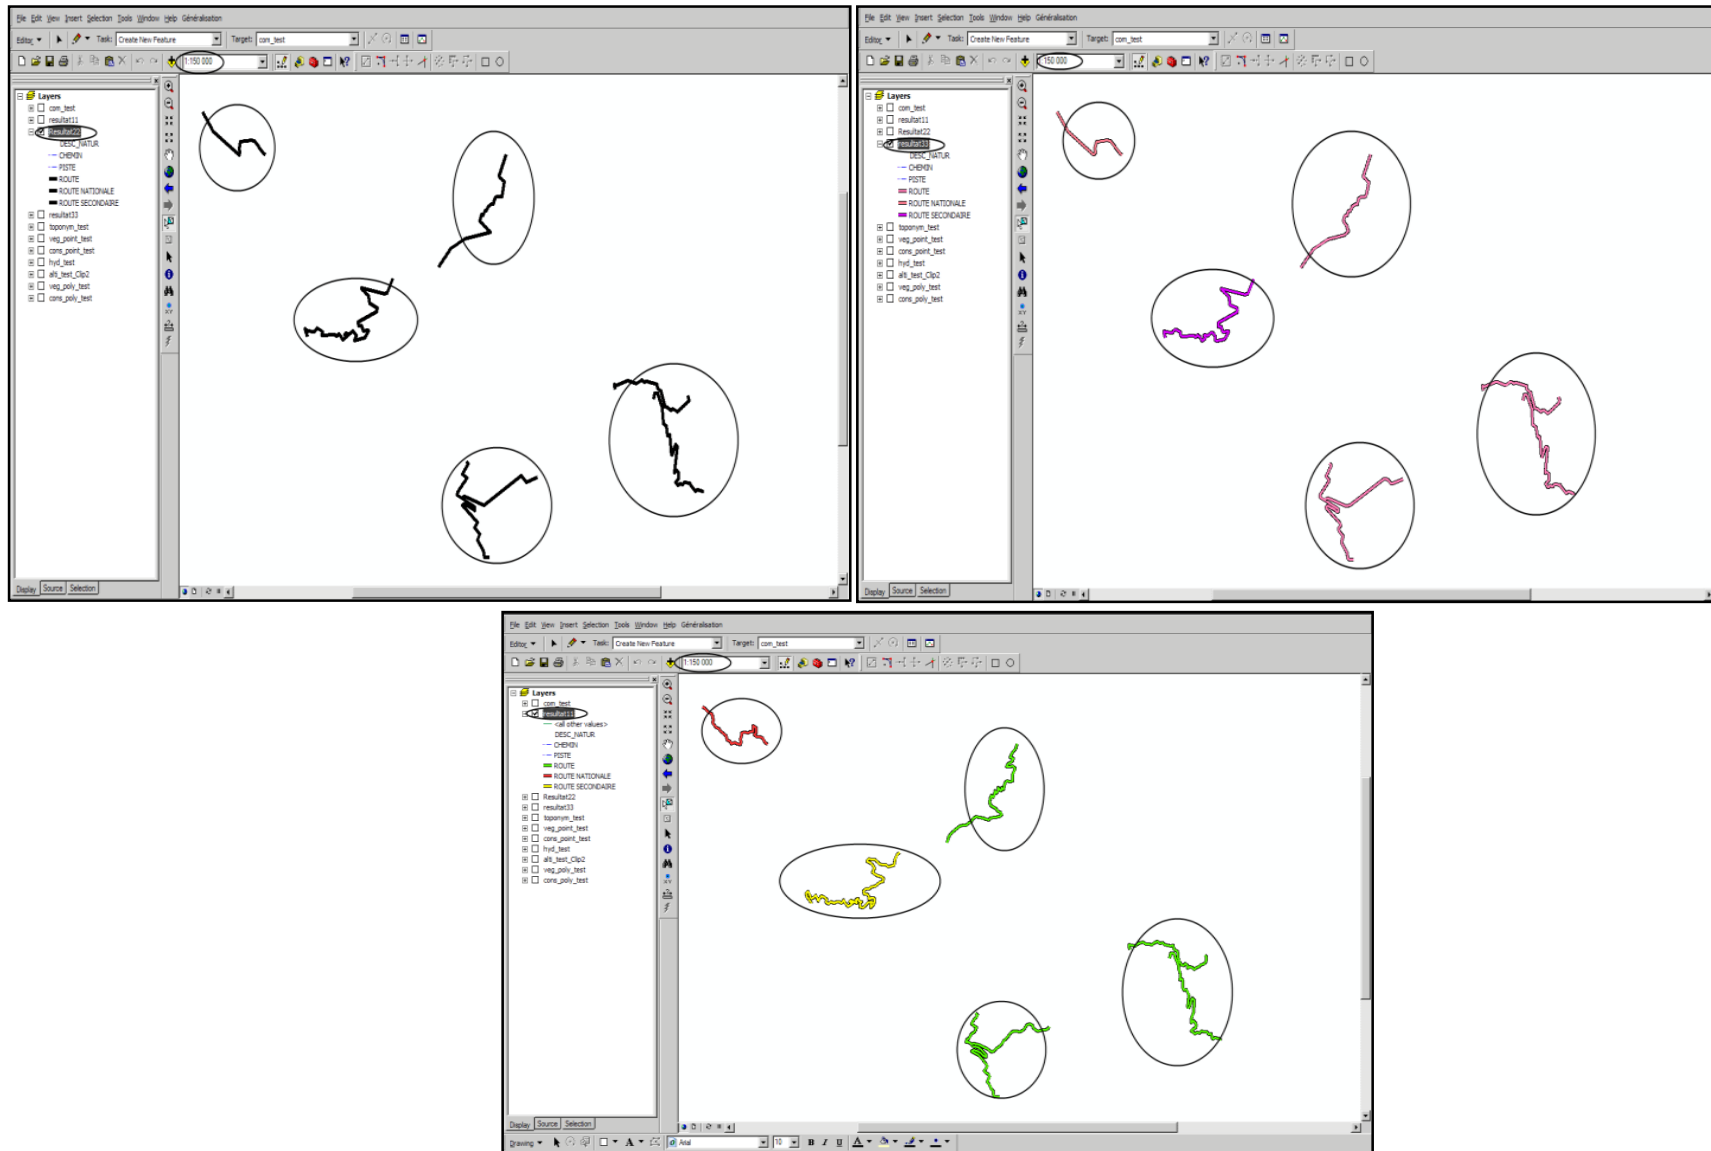 File Edit View Insert Selection Tools Window Help Généralisation
Editor Task: Create New Feature Target: com_test
1:150 000
Layers
com_test
resultat11
Resultat22
DESC_NATUR
CHEMIN
PISTE
ROUTE
ROUTE NATIONALE
ROUTE SECONDAIRE
resultat33
toponym_test
veg_point_test
cons_point_test
hyd_test
alti_test_Clip2
veg_poly_test
cons_poly_test
Display Source Selection
File Edit View Insert Selection Tools Window Help Généralisation
Editor Task: Create New Feature Target: com_test
1:150 000
Layers
com_test
resultat11
Resultat22
resultat33
DESC_NATUR
CHEMIN
PISTE
ROUTE
ROUTE NATIONALE
ROUTE SECONDAIRE
toponym_test
veg_point_test
cons_point_test
hyd_test
alti_test_Clip2
veg_poly_test
cons_poly_test
Display Source Selection
File Edit View Insert Selection Tools Window Help Généralisation
Editor Task: Create New Feature Target: com_test
1:150 000
Layers
com_test
resultat11
<all other values>
DESC_NATUR
CHEMIN
PISTE
ROUTE
ROUTE NATIONALE
ROUTE SECONDAIRE
Resultat22
resultat33
toponym_test
veg_point_test
cons_point_test
hyd_test
alti_test_Clip2
veg_poly_test
cons_poly_test
Display Source Selection
Drawing A Arial 10 B I U A